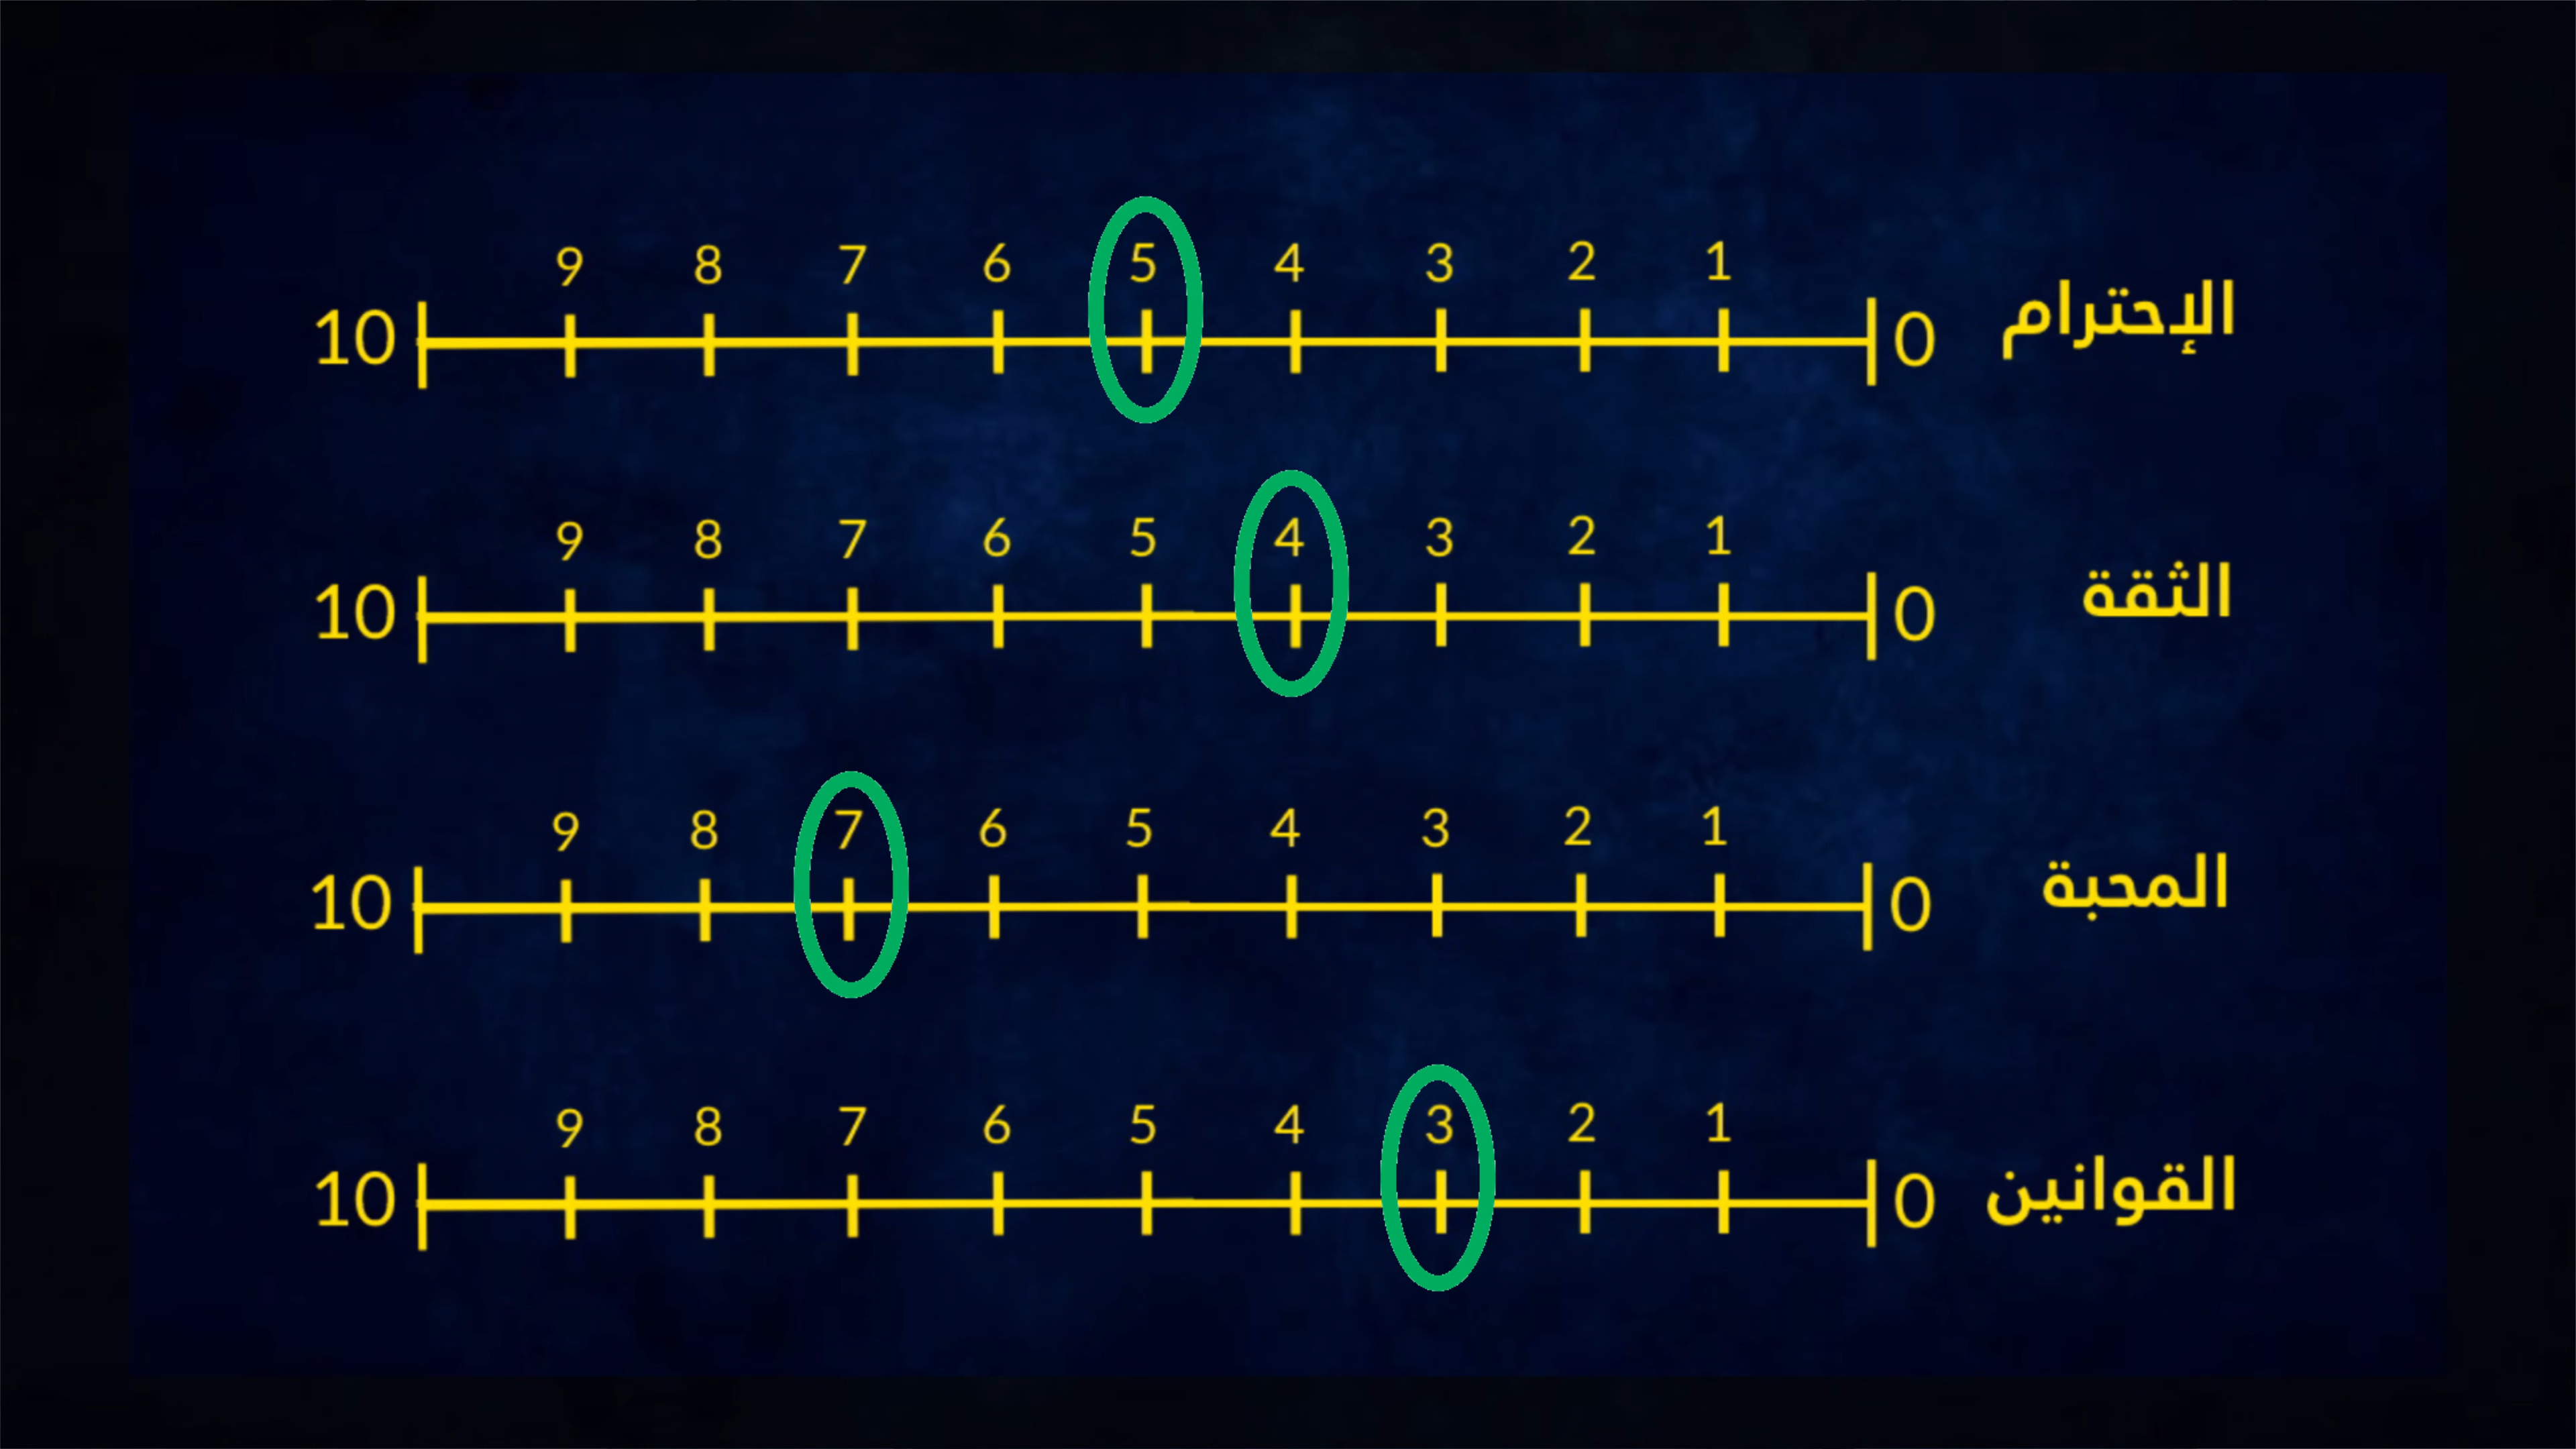 الإحترام 0 1 2 3 4 5 6 7 8 9 10
الثقة 0 1 2 3 4 5 6 7 8 9 10
المحبة 0 1 2 3 4 5 6 7 8 9 10
القوانين 0 1 2 3 4 5 6 7 8 9 10